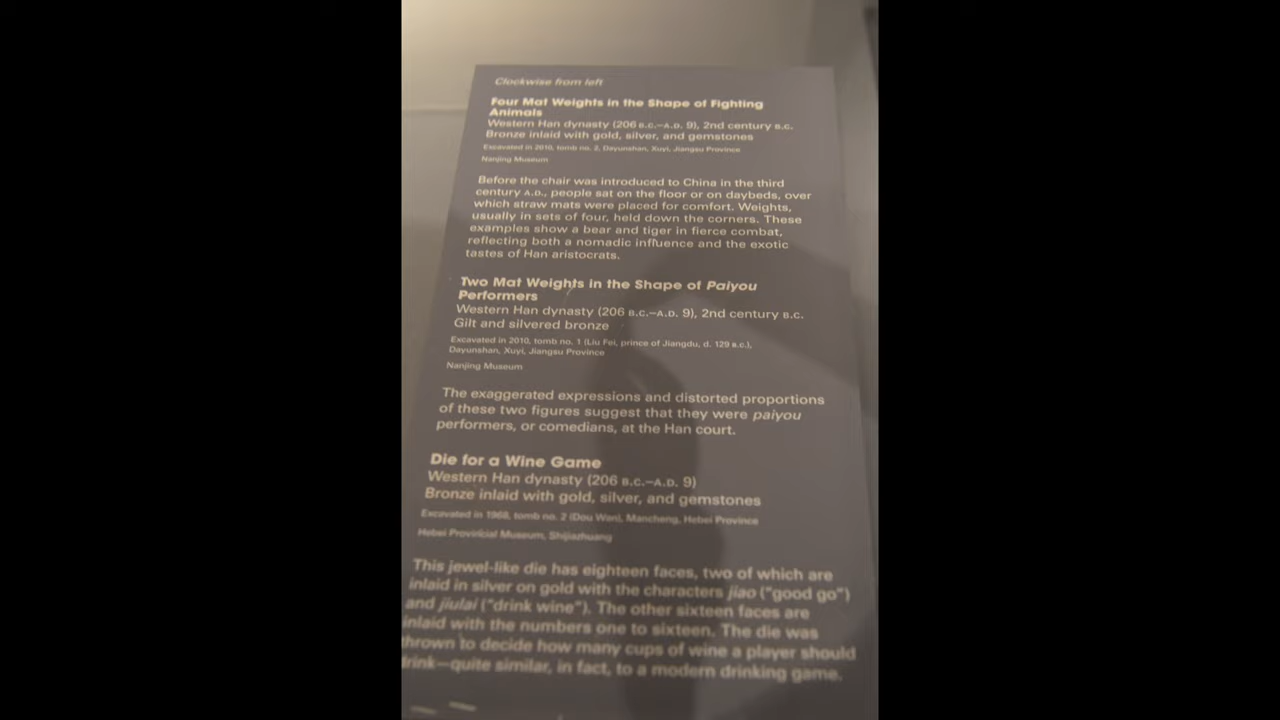 Clockwise from left
Four Mat Weights in the Shape of Fighting
Animals
Western Han dynasty (206 B.C.–A.D. 9), 2nd century B.C.
Bronze inlaid with gold, silver, and gemstones
Excavated in 2010, tomb no. 2, Dayunshan, Xuyi, Jiangsu Province
Nanjing Museum
Before the chair was introduced to China in the third
century A.D., people sat on the floor or on daybeds, over
which straw mats were placed for comfort. Weights,
usually in sets of four, held down the corners. These
examples show a bear and tiger in fierce combat,
reflecting both a nomadic influence and the exotic
tastes of Han aristocrats.
Two Mat Weights in the Shape of Paiyou
Performers
Western Han dynasty (206 B.C.–A.D. 9), 2nd century B.C.
Gilt and silvered bronze
Excavated in 2010, tomb no. 1 (Liu Fei, prince of Jiangdu, d. 129 B.C.),
Dayunshan, Xuyi, Jiangsu Province
Nanjing Museum
The exaggerated expressions and distorted proportions
of these two figures suggest that they were paiyou
performers, or comedians, at the Han court.
Die for a Wine Game
Western Han dynasty (206 B.C.–A.D. 9)
Bronze inlaid with gold, silver, and gemstones
Excavated in 1968, tomb no. 2 (Dou Wan), Mancheng, Hebei Province
Hebei Provincial Museum, Shijiazhuang
This jewel-like die has eighteen faces, two of which are
inlaid in silver on gold with the characters jiao ("good go")
and jiulai ("drink wine"). The other sixteen faces are
inlaid with the numbers one to sixteen. The die was
thrown to decide how many cups of wine a player should
drink—quite similar, in fact, to a modern drinking game.